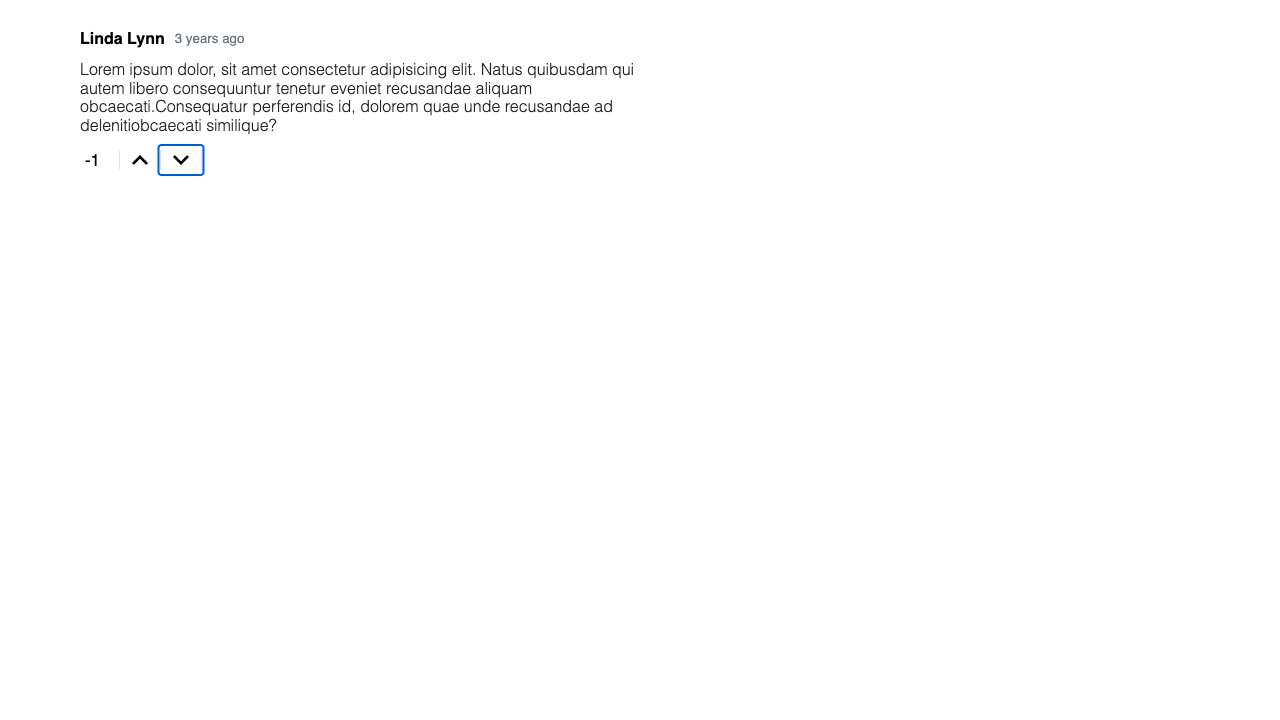 Linda Lynn 3 years ago
Lorem ipsum dolor, sit amet consectetur adipisicing elit. Natus quibusdam qui
autem libero consequuntur tenetur eveniet recusandae aliquam
obcaecati.Consequatur perferendis id, dolorem quae unde recusandae ad
delenitiobcaecati similique?
-1